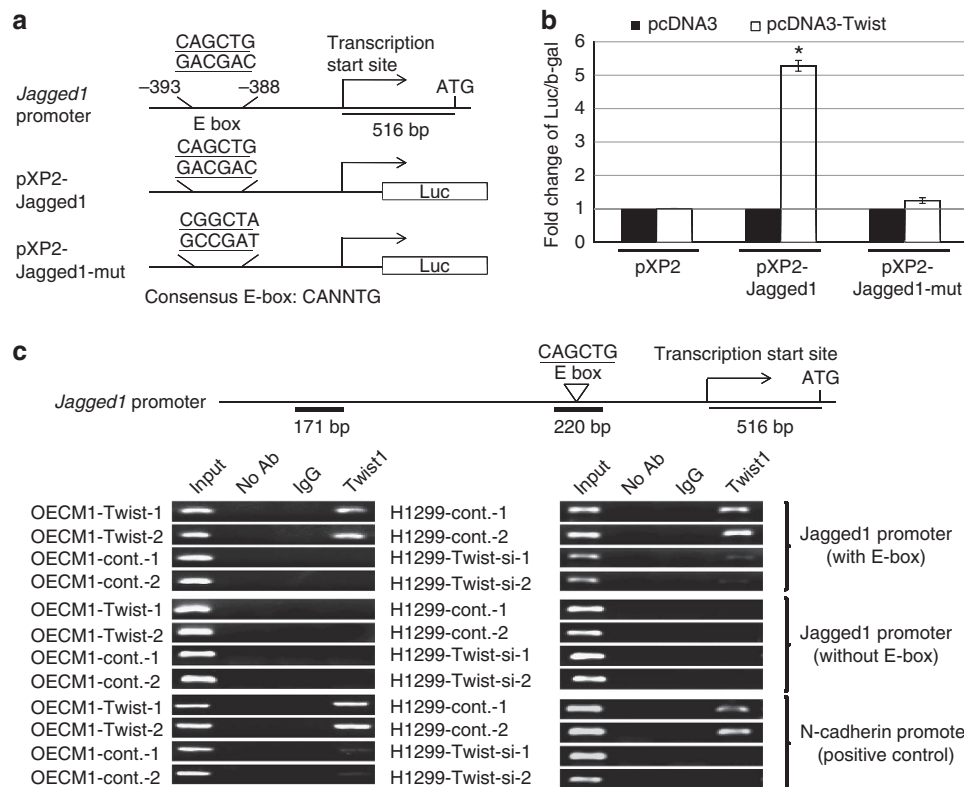 a
CAGCTG
GACGAC
Transcription
start site
–393
–388
ATG
Jagged1
promoter
E box
516 bp
CAGCTG
GACGAC
pXP2-
Jagged1
Luc
CGGCTA
GCCGAT
pXP2-
Jagged1-mut
Luc
Consensus E-box: CANNTG
b
pcDNA3
pcDNA3-Twist
Fold change of Luc/b-gal
6
5
4
3
2
1
0
*
pXP2
pXP2-
Jagged1
pXP2-
Jagged1-mut
c
CAGCTG
E box
Transcription start site
ATG
Jagged1 promoter
171 bp
220 bp
516 bp
Input No Ab IgG Twist1
Input No Ab IgG Twist1
OECM1-Twist-1 H1299-cont.-1
OECM1-Twist-2 H1299-cont.-2
OECM1-cont.-1 H1299-Twist-si-1
OECM1-cont.-2 H1299-Twist-si-2
Jagged1 promoter
(with E-box)
OECM1-Twist-1 H1299-cont.-1
OECM1-Twist-2 H1299-cont.-2
OECM1-cont.-1 H1299-Twist-si-1
OECM1-cont.-2 H1299-Twist-si-2
Jagged1 promoter
(without E-box)
OECM1-Twist-1 H1299-cont.-1
OECM1-Twist-2 H1299-cont.-2
OECM1-cont.-1 H1299-Twist-si-1
OECM1-cont.-2 H1299-Twist-si-2
N-cadherin promote
(positive control)